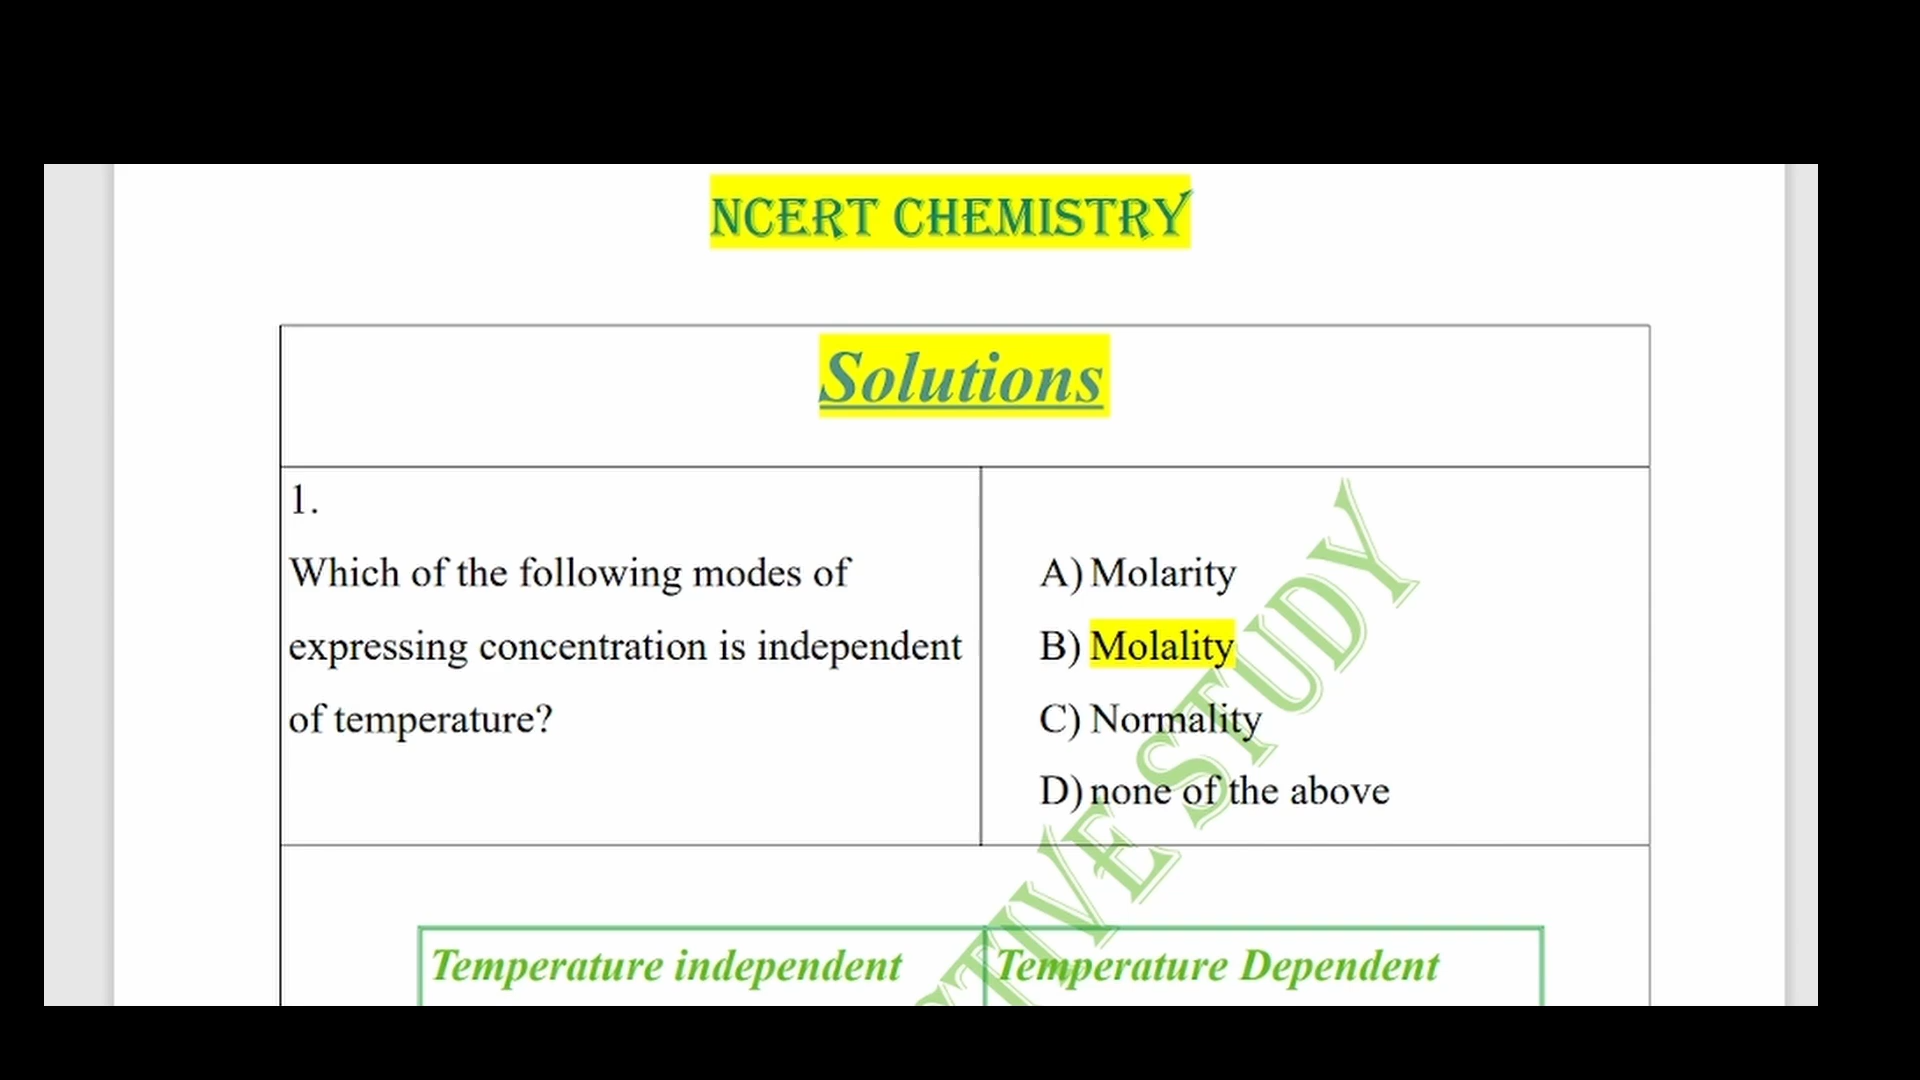 NCERT CHEMISTRY
Solutions
1.
Which of the following modes of
expressing concentration is independent
of temperature?
A) Molarity
B) Molality
C) Normality
D) none of the above
Temperature independent
Temperature Dependent
STUDY